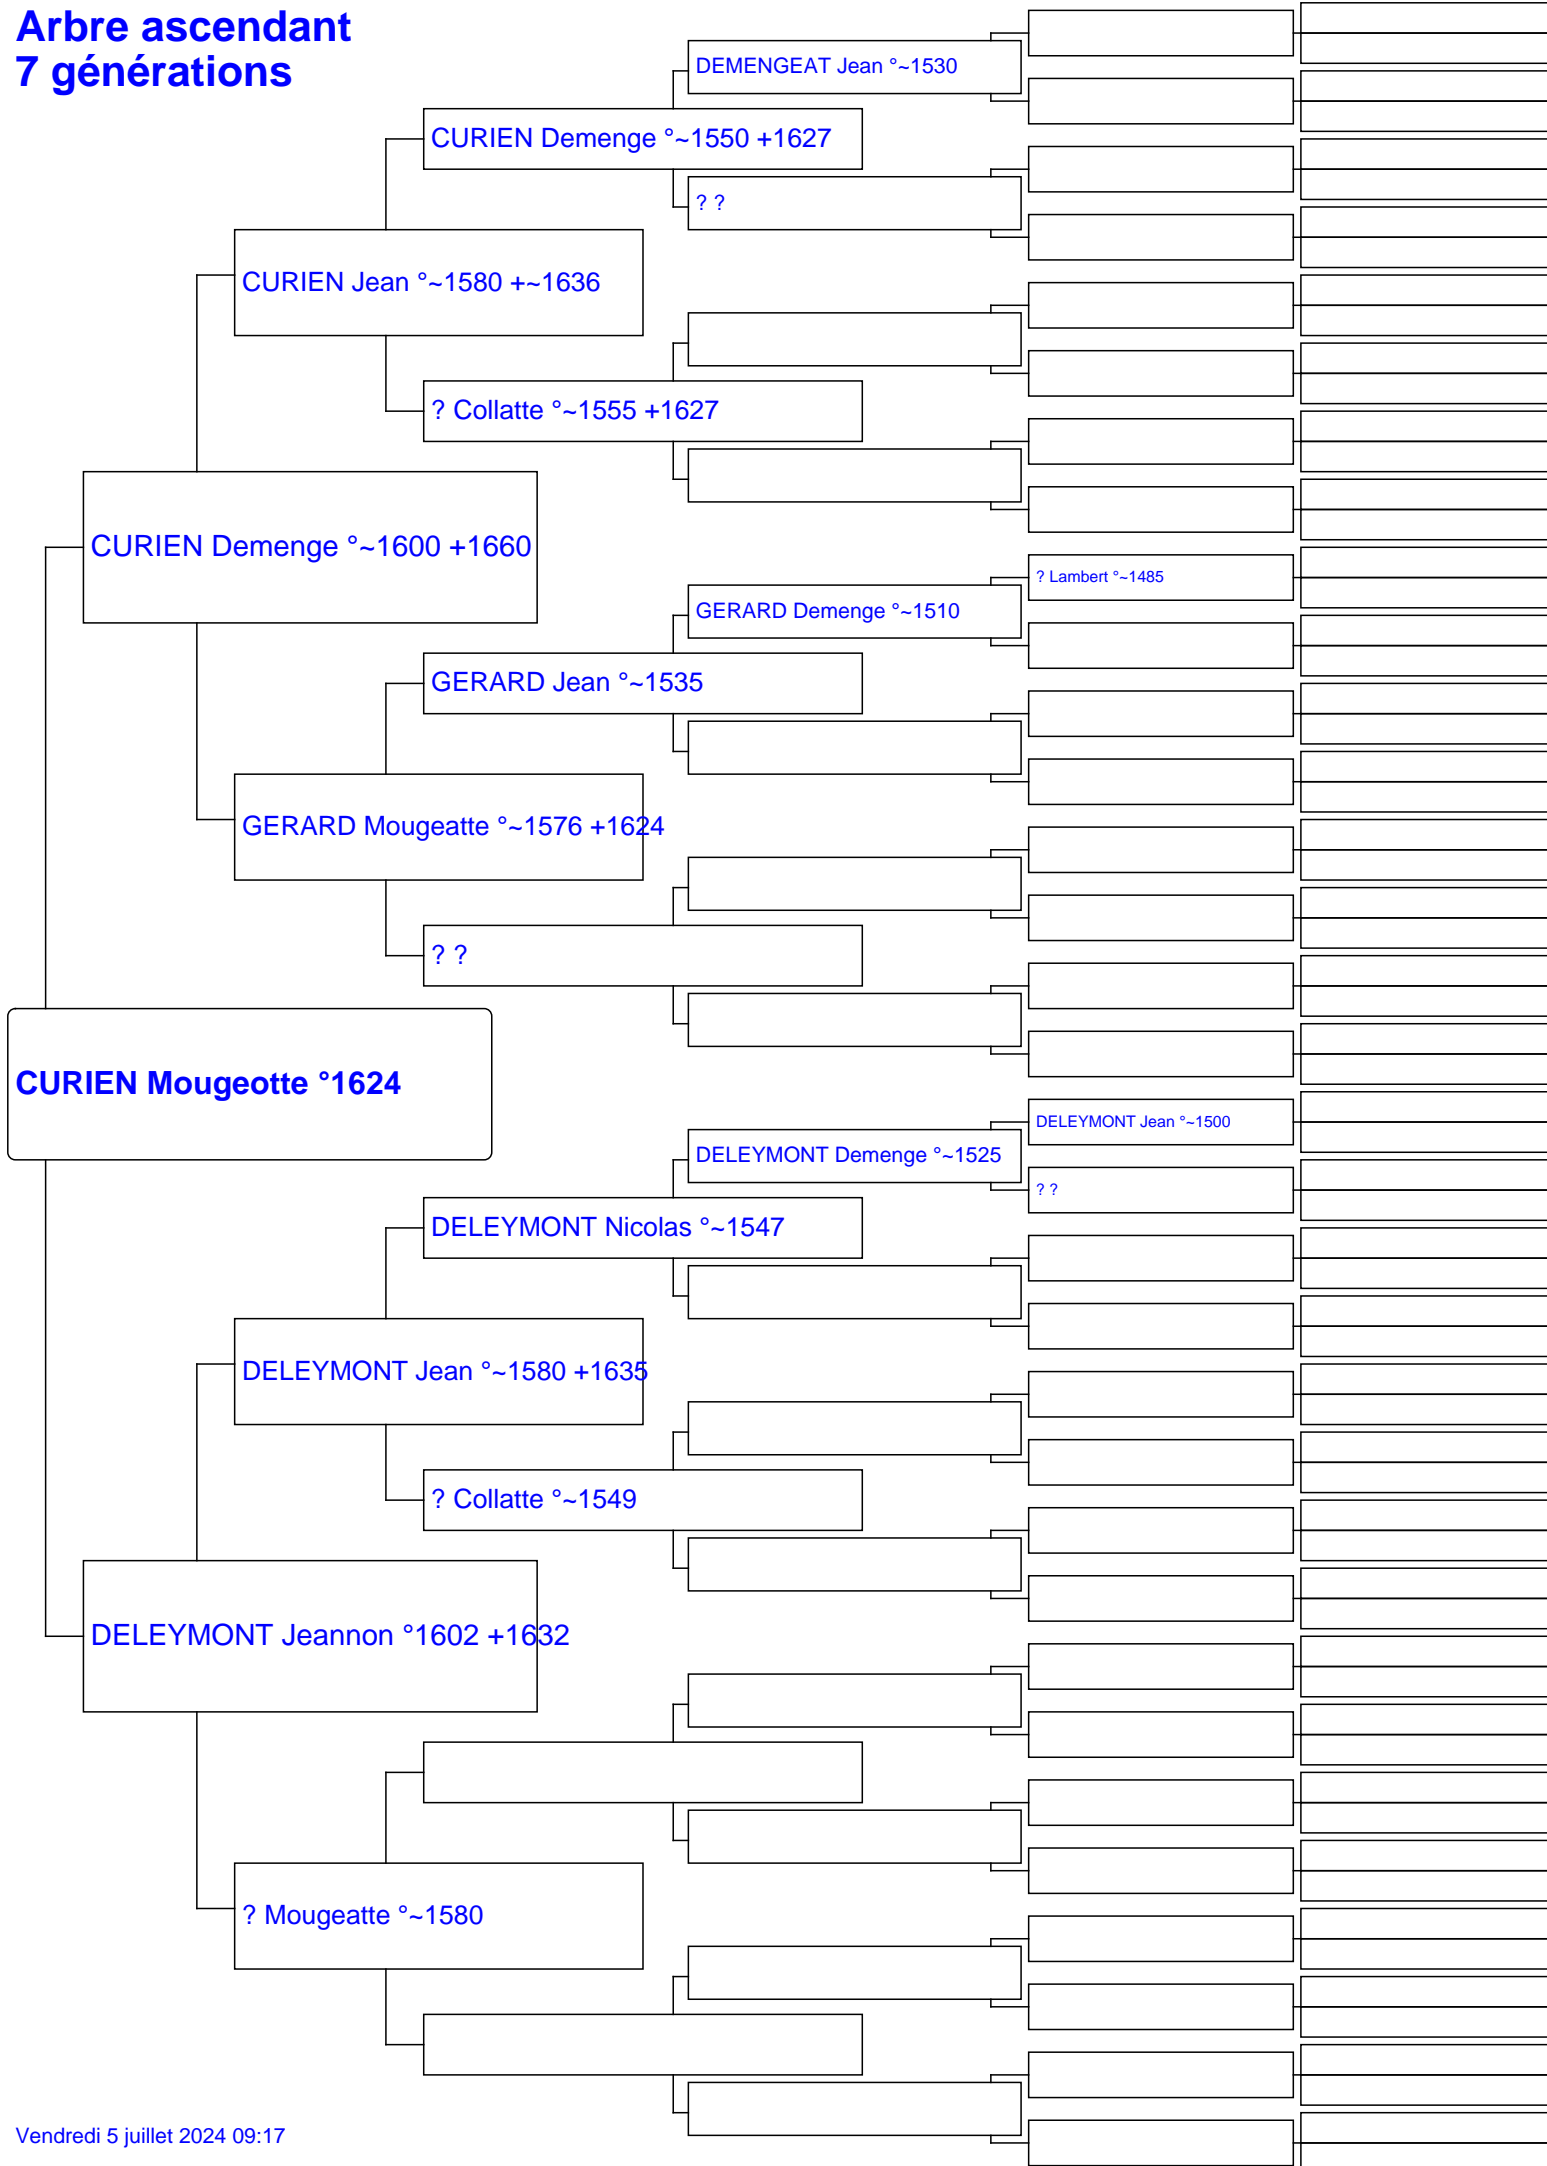 Arbre ascendant
7 générations
DEMENGEAT Jean °~1530
CURIEN Demenge °~1550 +1627
? ?
CURIEN Jean °~1580 +~1636
? Collatte °~1555 +1627
CURIEN Demenge °~1600 +1660
? Lambert °~1485
GERARD Demenge °~1510
GERARD Jean °~1535
GERARD Mougeatte °~1576 +1624
? ?
CURIEN Mougeotte °1624
DELEYMONT Jean °~1500
DELEYMONT Demenge °~1525
? ?
DELEYMONT Nicolas °~1547
DELEYMONT Jean °~1580 +1635
? Collatte °~1549
DELEYMONT Jeannon °1602 +1632
? Mougeatte °~1580
Vendredi 5 juillet 2024 09:17